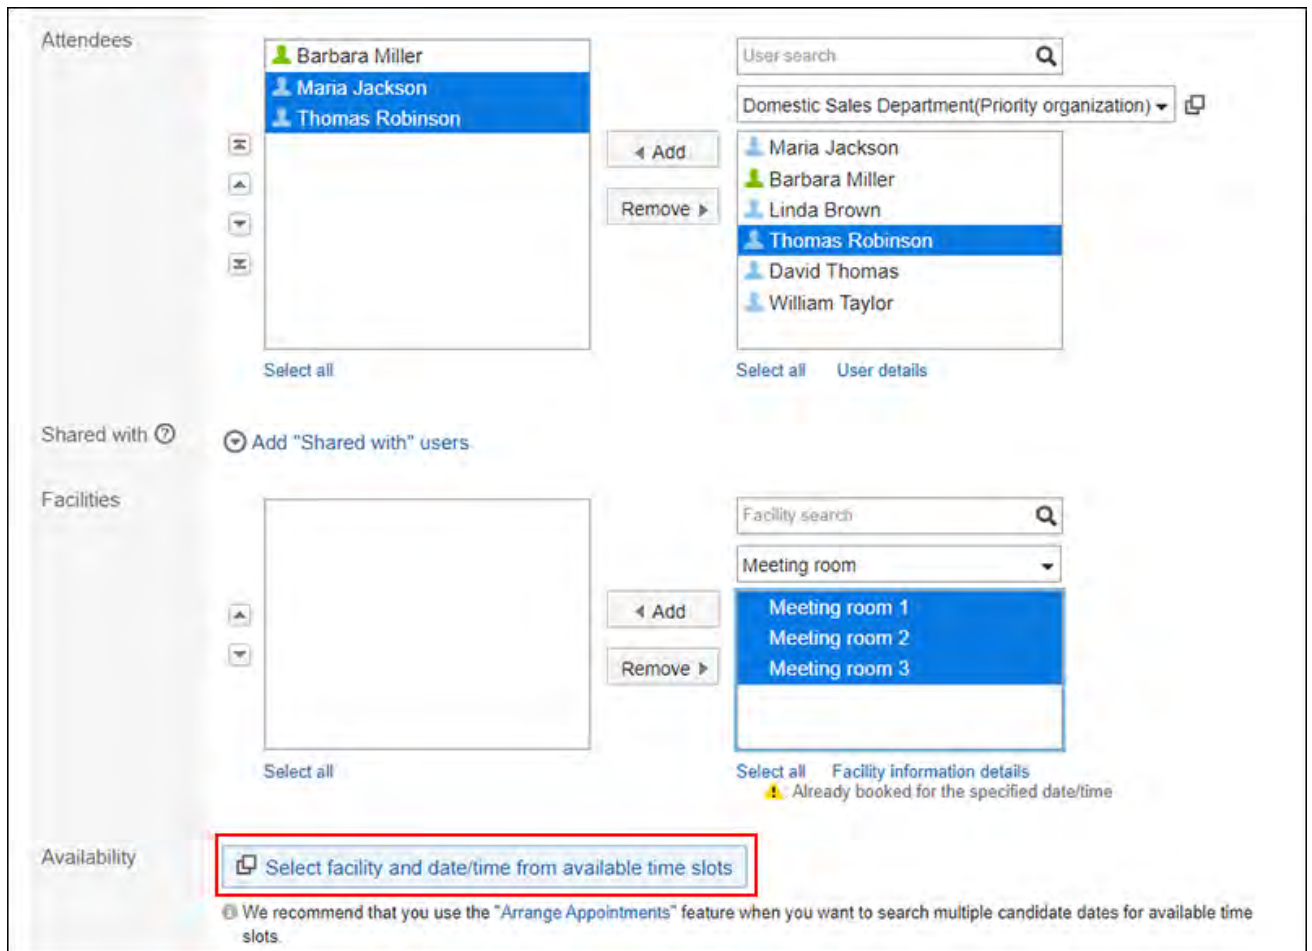 Attendees
Barbara Miller
Maria Jackson
Thomas Robinson
Add
Remove
Select all
User search
Domestic Sales Department(Priority organization)
Maria Jackson
Barbara Miller
Linda Brown
Thomas Robinson
David Thomas
William Taylor
Select all User details
Shared with ?
Add "Shared with" users
Facilities
Add
Remove
Select all
Facility search
Meeting room
Meeting room 1
Meeting room 2
Meeting room 3
Select all Facility information details
Already booked for the specified date/time
Availability
Select facility and date/time from available time slots
We recommend that you use the "Arrange Appointments" feature when you want to search multiple candidate dates for available time
slots.